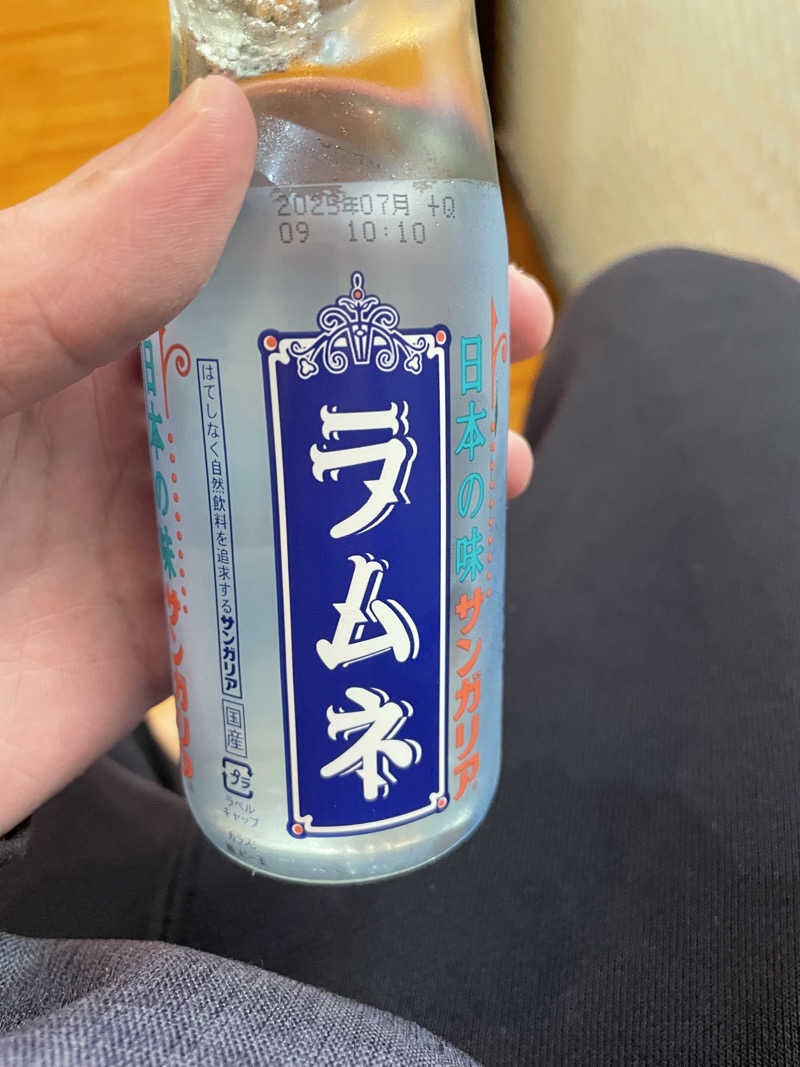 2025年07月 +Q
09 10:10
ラムネ
日本の味サンガリア
はてしなく自然飲料を追求するサンガリア
国産
プラ
ラベル
キャップ
日本の味サンガリア